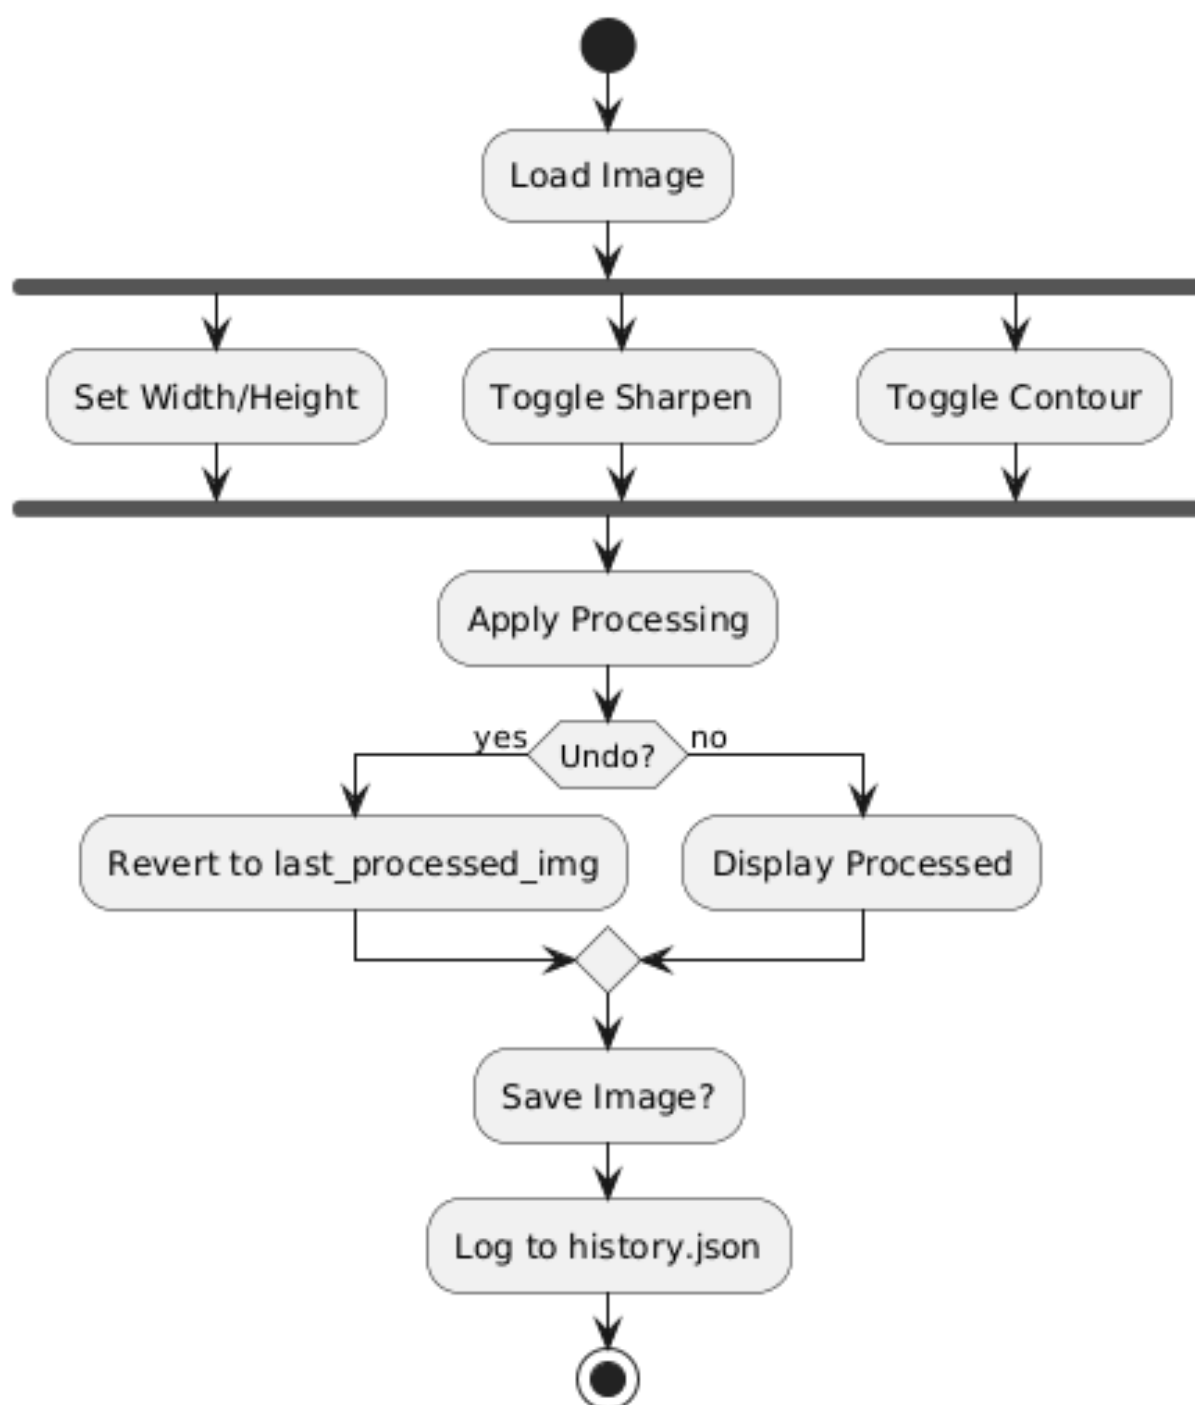 Load Image
Set Width/Height
Toggle Sharpen
Toggle Contour
Apply Processing
yes
Undo?
no
Revert to last_processed_img
Display Processed
Save Image?
Log to history.json